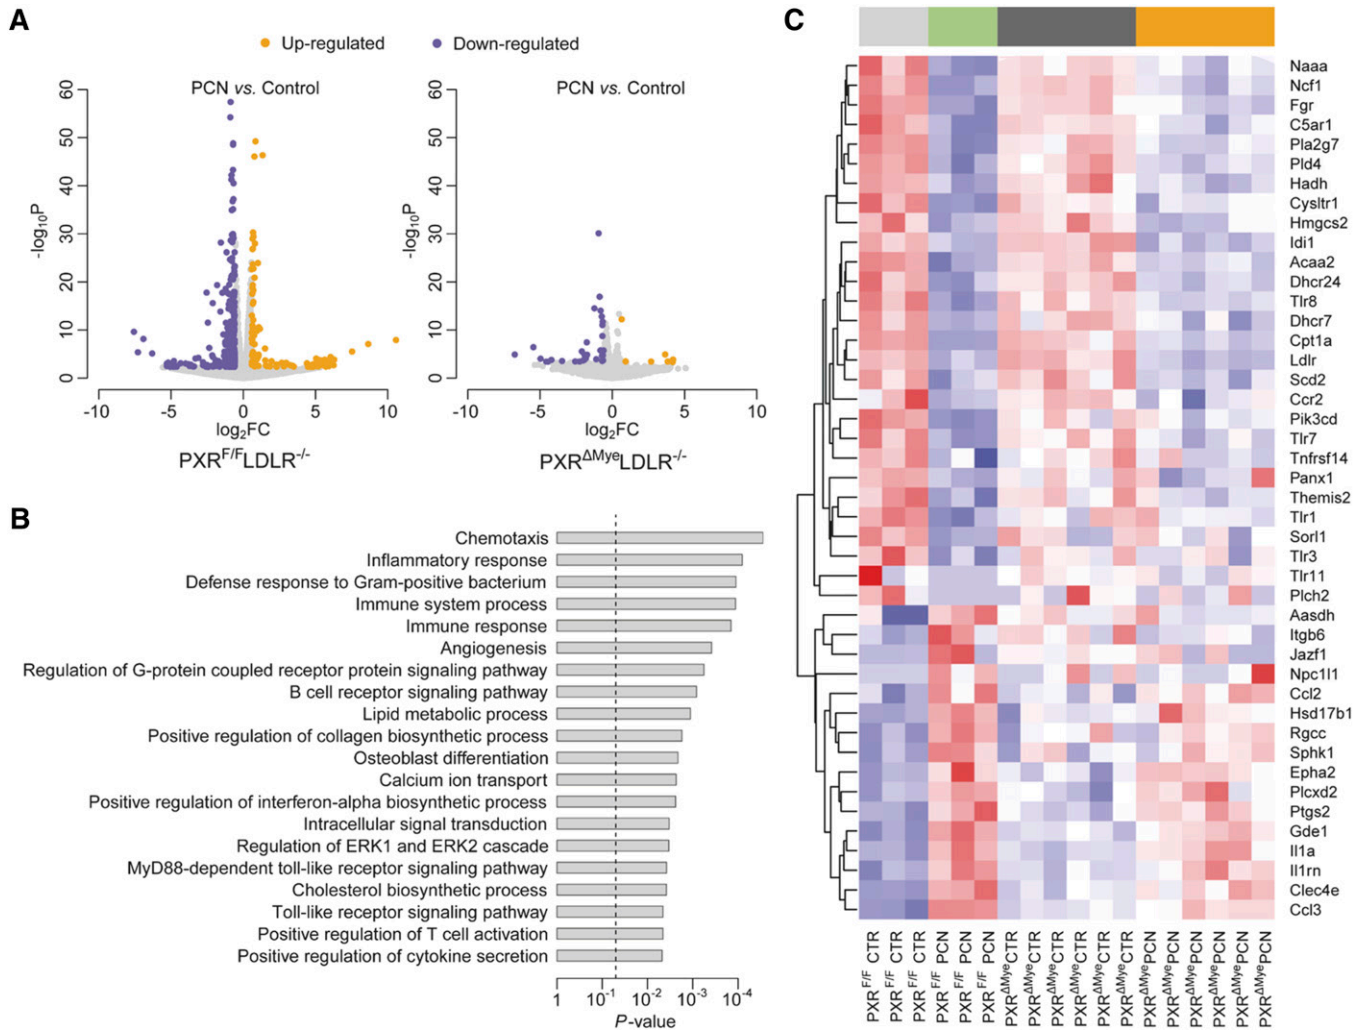 A
Up-regulated
Down-regulated
PCN vs. Control
60
50
40
30
20
10
0
-log10P
-10
-5
0
5
10
log2FC
PXRF/FLDLR-/-
PCN vs. Control
60
50
40
30
20
10
0
-log10P
-10
-5
0
5
10
log2FC
PXRΔMyeLDLR-/-
B
Chemotaxis
Inflammatory response
Defense response to Gram-positive bacterium
Immune system process
Immune response
Angiogenesis
Regulation of G-protein coupled receptor protein signaling pathway
B cell receptor signaling pathway
Lipid metabolic process
Positive regulation of collagen biosynthetic process
Osteoblast differentiation
Calcium ion transport
Positive regulation of interferon-alpha biosynthetic process
Intracellular signal transduction
Regulation of ERK1 and ERK2 cascade
MyD88-dependent toll-like receptor signaling pathway
Cholesterol biosynthetic process
Toll-like receptor signaling pathway
Positive regulation of T cell activation
Positive regulation of cytokine secretion
1
10-1
10-2
10-3
10-4
P-value
C
Naaa
Ncf1
Fgr
C5ar1
Pla2g7
Pld4
Hadh
Cysltr1
Hmgcs2
Idi1
Acaa2
Dhcr24
Tlr8
Dhcr7
Cpt1a
Ldlr
Scd2
Ccr2
Pik3cd
Tlr7
Tnfrsf14
Panx1
Themis2
Tlr1
Sorl1
Tlr3
Tlr11
Plch2
Aasdh
Itgb6
Jazf1
Npc1l1
Ccl2
Hsd17b1
Rgcc
Sphk1
Epha2
Plcxd2
Ptgs2
Gde1
Il1a
Il1rn
Clec4e
Ccl3
PXRF/F CTR
PXRF/F CTR
PXRF/F CTR
PXRF/F PCN
PXRF/F PCN
PXRF/F PCN
PXRΔMyeCTR
PXRΔMyeCTR
PXRΔMyeCTR
PXRΔMyeCTR
PXRΔMyeCTR
PXRΔMyeCTR
PXRΔMyePCN
PXRΔMyePCN
PXRΔMyePCN
PXRΔMyePCN
PXRΔMyePCN
PXRΔMyePCN